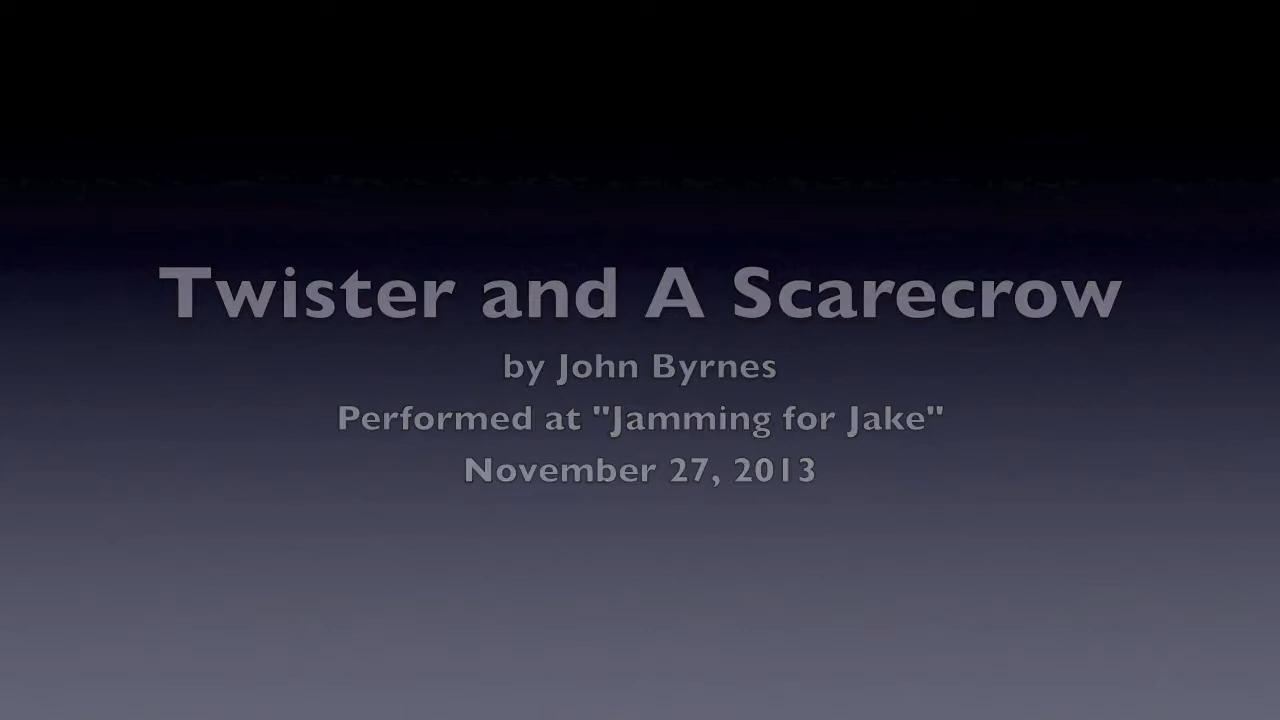 Twister and A Scarecrow
by John Byrnes
Performed at "Jamming for Jake"
November 27, 2013